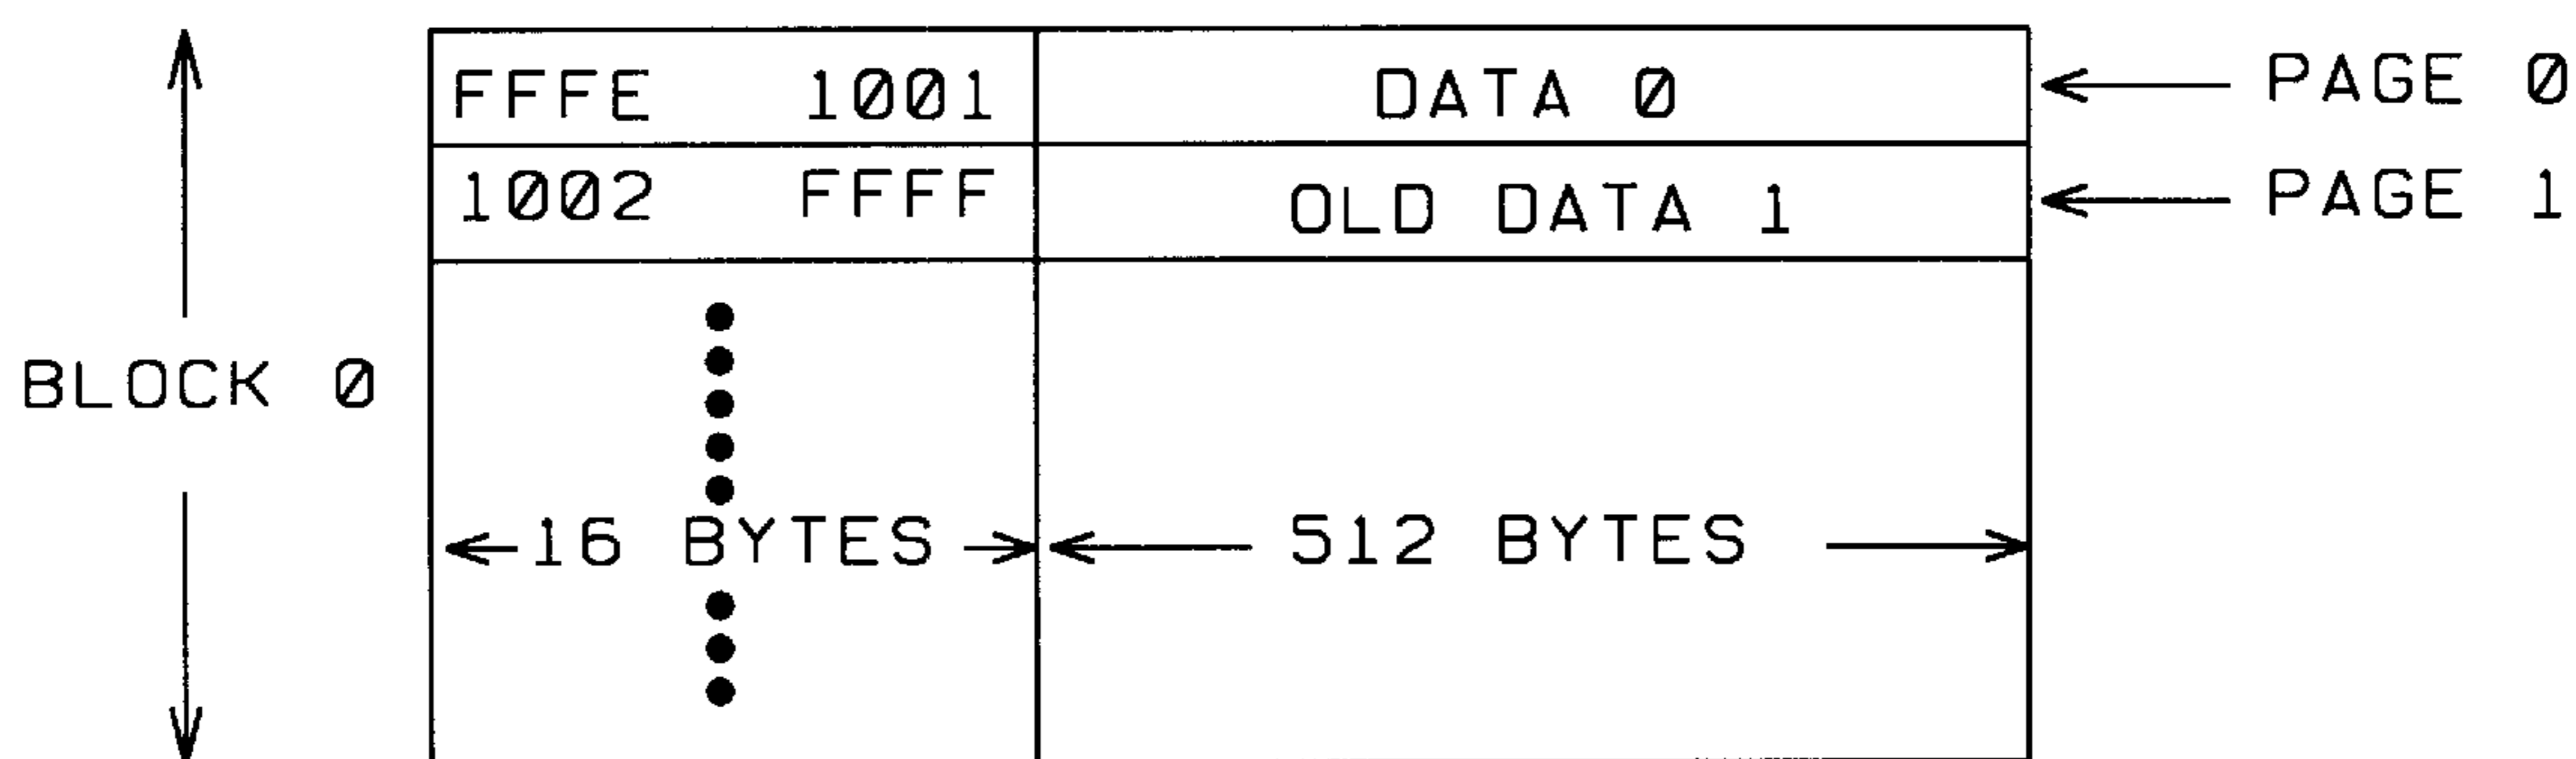 FFFE 1001 DATA 0 PAGE 0
1002 FFFF OLD DATA 1 PAGE 1
BLOCK 0
16 BYTES 512 BYTES